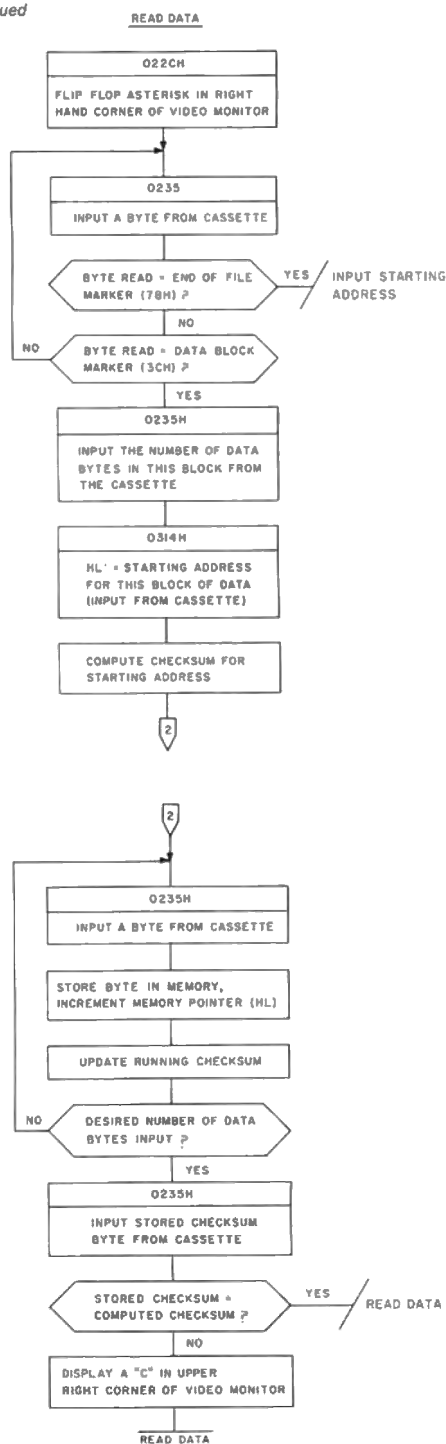 ued
READ DATA
022CH
FLIP FLOP ASTERISK IN RIGHT
HAND CORNER OF VIDEO MONITOR
0235
INPUT A BYTE FROM CASSETTE
BYTE READ = END OF FILE
MARKER (78H) ?
YES
INPUT STARTING
ADDRESS
NO
NO
BYTE READ = DATA BLOCK
MARKER (3CH) ?
YES
0235H
INPUT THE NUMBER OF DATA
BYTES IN THIS BLOCK FROM
THE CASSETTE
0314H
HL' = STARTING ADDRESS
FOR THIS BLOCK OF DATA
(INPUT FROM CASSETTE)
COMPUTE CHECKSUM FOR
STARTING ADDRESS
2
2
0235H
INPUT A BYTE FROM CASSETTE
STORE BYTE IN MEMORY,
INCREMENT MEMORY POINTER (HL)
UPDATE RUNNING CHECKSUM
NO
DESIRED NUMBER OF DATA
BYTES INPUT ?
YES
0235H
INPUT STORED CHECKSUM
BYTE FROM CASSETTE
STORED CHECKSUM =
COMPUTED CHECKSUM ?
YES
READ DATA
NO
DISPLAY A "C" IN UPPER
RIGHT CORNER OF VIDEO MONITOR
READ DATA